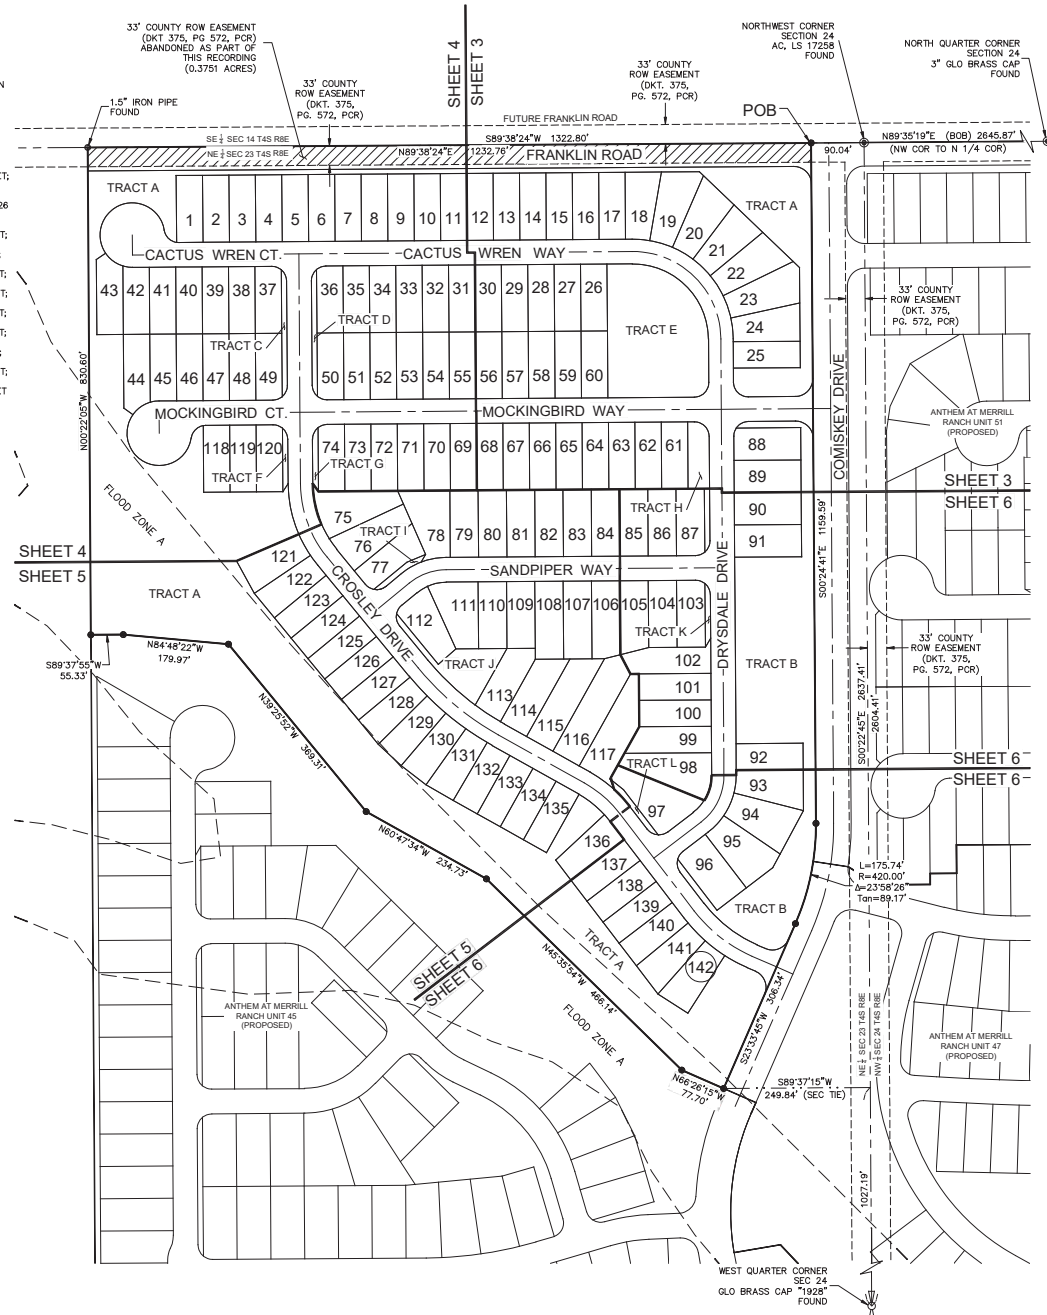 33' COUNTY ROW EASEMENT
(DKT 375, PG 572, PCR)
ABANDONED AS PART OF
THIS RECORDING
(0.3751 ACRES)
SHEET 4
SHEET 3
NORTHWEST CORNER
SECTION 24
AC, LS 17258
FOUND
NORTH QUARTER CORNER
SECTION 24
3" GLO BRASS CAP
FOUND
33' COUNTY
ROW EASEMENT
(DKT. 375,
PG. 572, PCR)
33' COUNTY
ROW EASEMENT
(DKT. 375,
PG. 572, PCR)
1.5" IRON PIPE
FOUND
POB
FUTURE FRANKLIN ROAD
SE ¼ SEC 14 T4S R8E
NE ¼ SEC 23 T4S R8E
S89°38'24"W 1322.80'
N89°38'24"E 1232.76'
FRANKLIN ROAD
90.04'
N89°35'19"E (BOB) 2645.87'
(NW COR TO N 1/4 COR)
TRACT A
TRACT A
1 2 3 4 5 6 7 8 9 10 11 12 13 14 15 16 17 18 19
20
21
22
23
24
25
CACTUS WREN CT.
CACTUS WREN WAY
43 42 41 40 39 38 37
36 35 34 33 32 31 30 29 28 27 26
33' COUNTY
ROW EASEMENT
(DKT. 375,
PG. 572, PCR)
TRACT D
TRACT C
TRACT E
N00°22'05"W 830.60'
44 45 46 47 48 49
50 51 52 53 54 55 56 57 58 59 60
COMISKEY DRIVE
MOCKINGBIRD CT.
MOCKINGBIRD WAY
ANTHEM AT MERRILL
RANCH UNIT 51
(PROPOSED)
118 119 120
74 73 72 71 70 69 68 67 66 65 64 63 62 61
88
89
90
91
TRACT F
TRACT G
SHEET 3
SHEET 6
FLOOD ZONE A
75
76
77
TRACT I
TRACT H
78 79 80 81 82 83 84 85 86 87
S00°24'41"E 1159.59'
SHEET 4
SHEET 5
TRACT A
121
122
123
124
125
126
127
128
129
130
131
132
133
134
135
CROSLEY DRIVE
SANDPIPER WAY
DRYSDALE DRIVE
112
111 110 109 108 107 106 105 104 103
TRACT K
TRACT J
102
101
100
99
98
TRACT B
33' COUNTY
ROW EASEMENT
(DKT. 375,
PG. 572, PCR)
S89°37'55"W
55.33'
N84°48'22"W
179.97'
N39°25'52"W 369.31'
113
114
115
116
117
TRACT L
97
S00°22'45"E 2637.41'
2604.41'
92
93
94
95
96
SHEET 6
SHEET 6
N60°47'34"W 234.73'
136
137
138
139
140
141
142
L=175.74'
R=420.00'
Δ=23°58'26"
Tan=89.17'
TRACT B
TRACT A
SHEET 5
SHEET 6
N45°35'54"W 466.14'
FLOOD ZONE A
S23°33'45"W 306.34'
ANTHEM AT MERRILL
RANCH UNIT 45
(PROPOSED)
NE ¼ SEC 23 T4S R8E
NW ¼ SEC 24 T4S R8E
ANTHEM AT MERRILL
RANCH UNIT 47
(PROPOSED)
N66°26'15"W
77.70'
S89°37'15"W
249.84' (SEC TIE)
1027.19'
WEST QUARTER CORNER
SEC 24
GLO BRASS CAP "1928"
FOUND